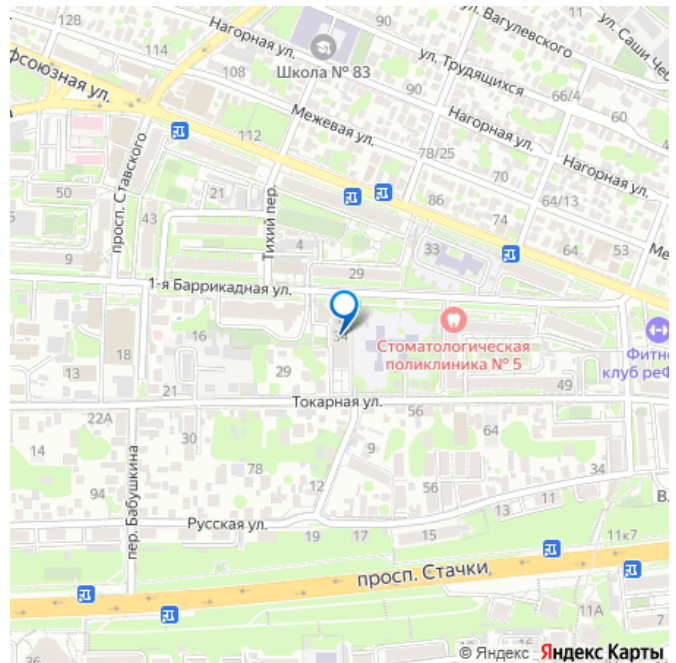 128
Нагорная ул.
ул. Вагулевского
ул. Саши Чеб
фсоюзная ул.
114
108
Школа № 83
90
ул. Трудящихся
66/4
60
Межевая ул.
90
Нагорная ул.
112
78/25
70
Нагорная ул.
50
просп. Ставского
21
Тихий пер.
86
64/13
43
4
74
53
Ме
9
33
64
29
1-я Баррикадная ул.
16
34
Стоматологическая
поликлиника № 5
Фитне
клуб реФ
18
13
29
21
49
22А
Токарная ул.
56
14
30
64
9
78
94
12
56
34
пер. Бабушкина
13
11
В.
Русская ул.
19
17
15
11к7
просп. Стачки
11А
36
16
© Яндекс Яндекс Карты